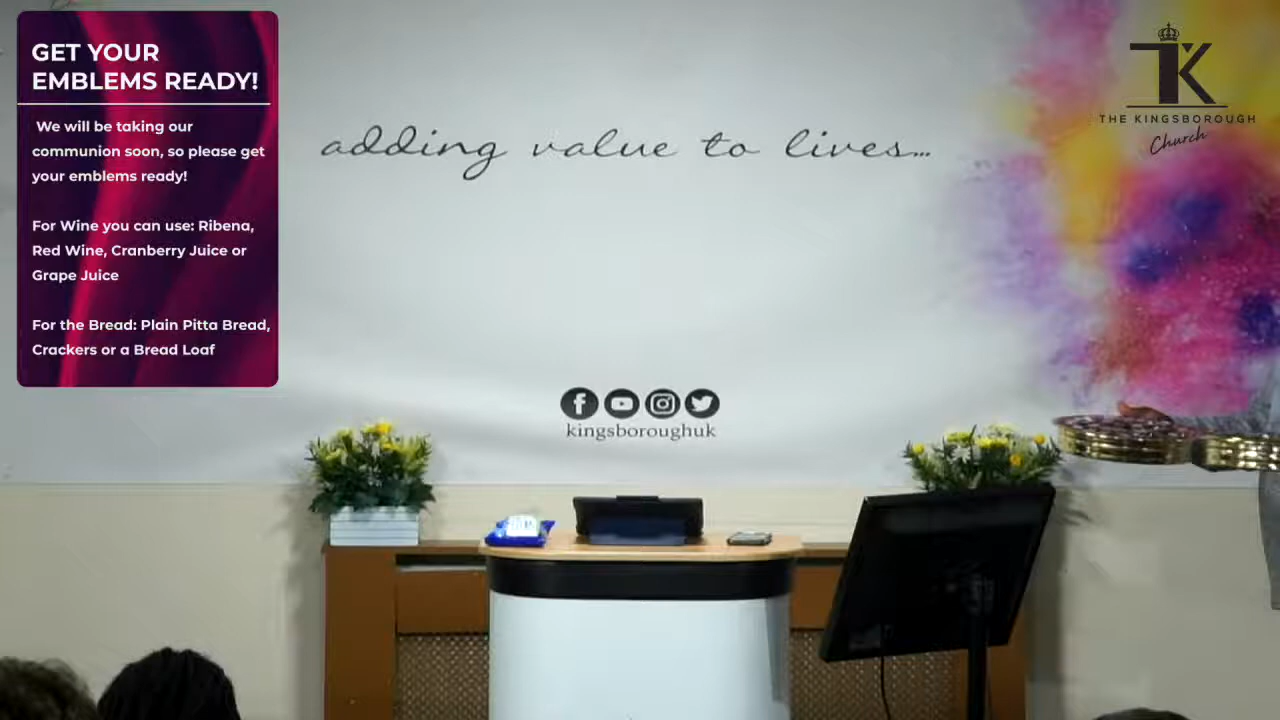 GET YOUR
EMBLEMS READY!
We will be taking our
communion soon, so please get
your emblems ready!
For Wine you can use: Ribena,
Red Wine, Cranberry Juice or
Grape Juice
For the Bread: Plain Pitta Bread,
Crackers or a Bread Loaf
adding value to lives...
TK
THE KINGSBOROUGH
Church
kingsboroughuk